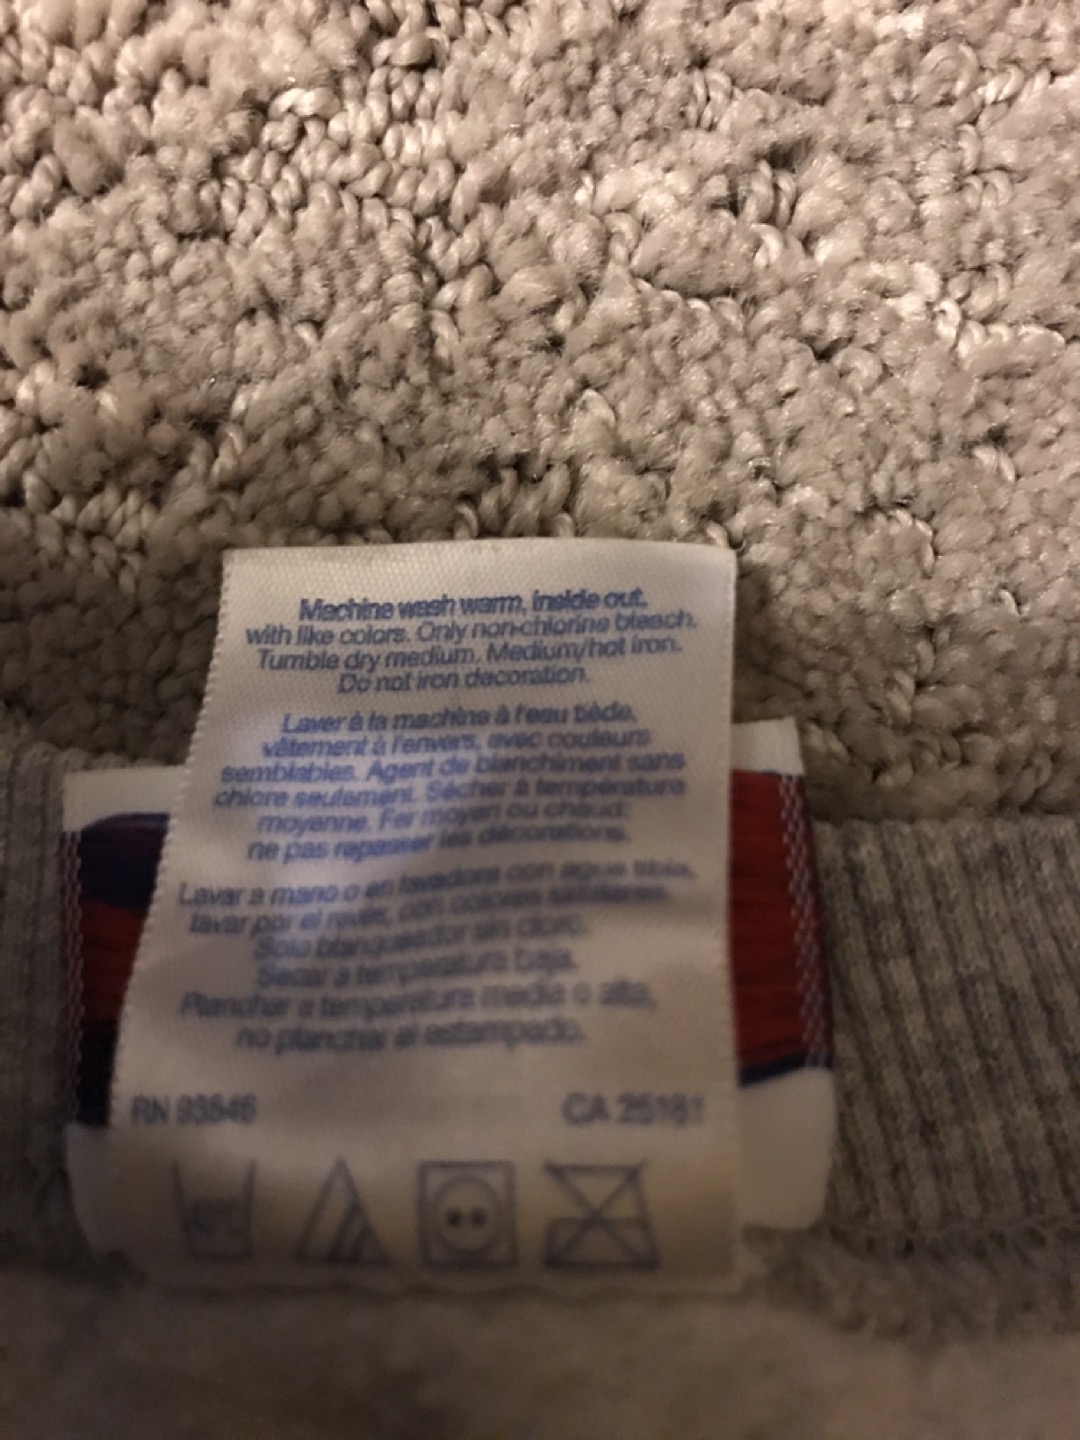 Machine wash warm, inside out,
with like colors. Only non-chlorine bleach.
Tumble dry medium. Medium/hot iron.
Do not iron decoration.
Laver à la machine à l'eau tiède,
vêtement à l'envers, avec couleurs
semblables. Agent de blanchiment sans
chlore seulement. Sécher à température
moyenne. Fer moyen ou chaud:
ne pas repasser les décorations.
Lavar a mano o en lavadora con agua tibia,
lavar por el revés, con colores
Solo blanqueador sin cloro.
Secar a temperatura baja.
Planchar a temperatura media o alta,
no planchar el estampado.
RN 93846
CA 25181